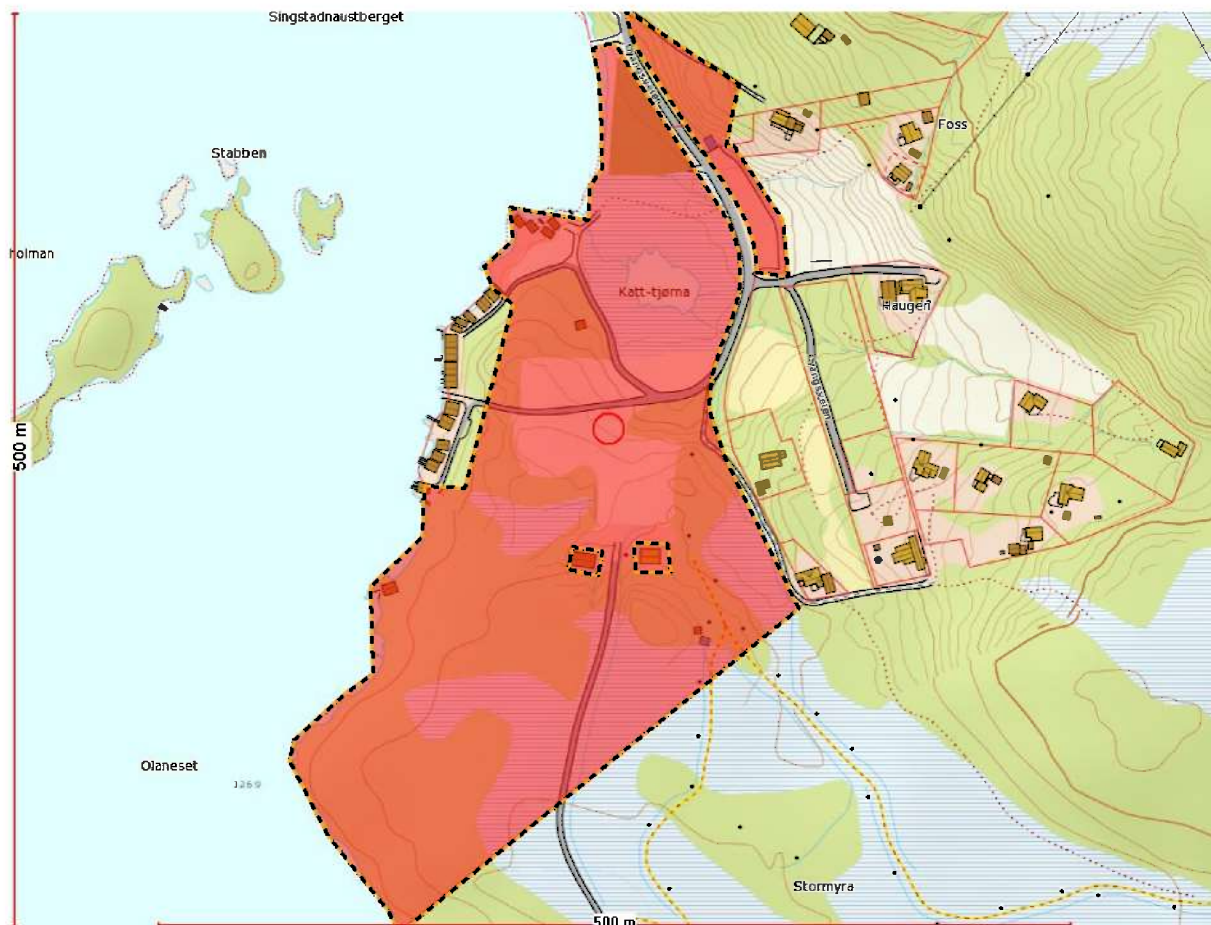 Singstadnaustberget
Foss
Stabben
holman
Katt-tjørna
Haugen
500 m
Olaneset
Stormyra
500 m